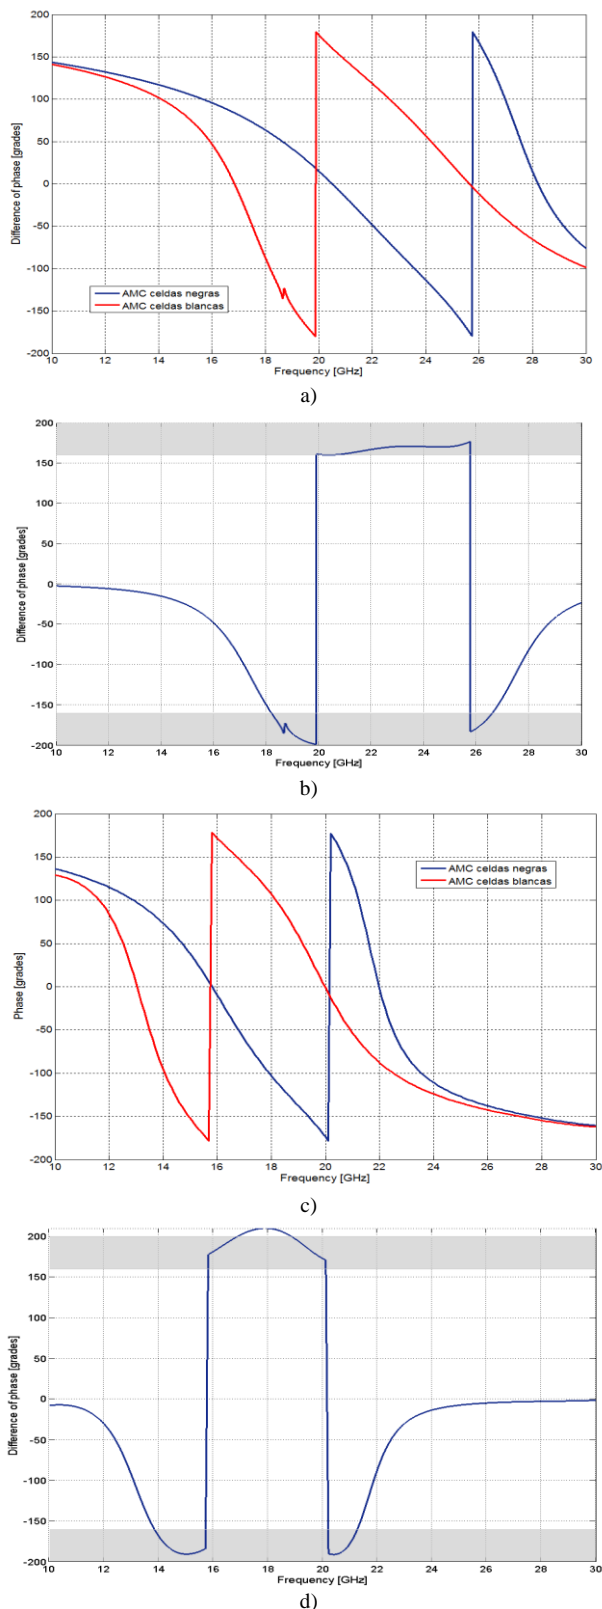 200
150
100
50
0
-50
-100
-150
-200
Difference of phase [grades]
AMC celdas negras
AMC celdas blancas
10 12 14 16 18 20 22 24 26 28 30
Frequency [GHz]
a)
200
150
100
50
0
-50
-100
-150
-200
Difference of phase [grades]
10 12 14 16 18 20 22 24 26 28 30
Frequency [GHz]
b)
200
150
100
50
0
-50
-100
-150
-200
Phase [grades]
AMC celdas negras
AMC celdas blancas
10 12 14 16 18 20 22 24 26 28 30
Frequency [GHz]
c)
200
150
100
50
0
-50
-100
-150
-200
Difference of phase [grades]
10 12 14 16 18 20 22 24 26 28 30
Frequency [GHz]
d)